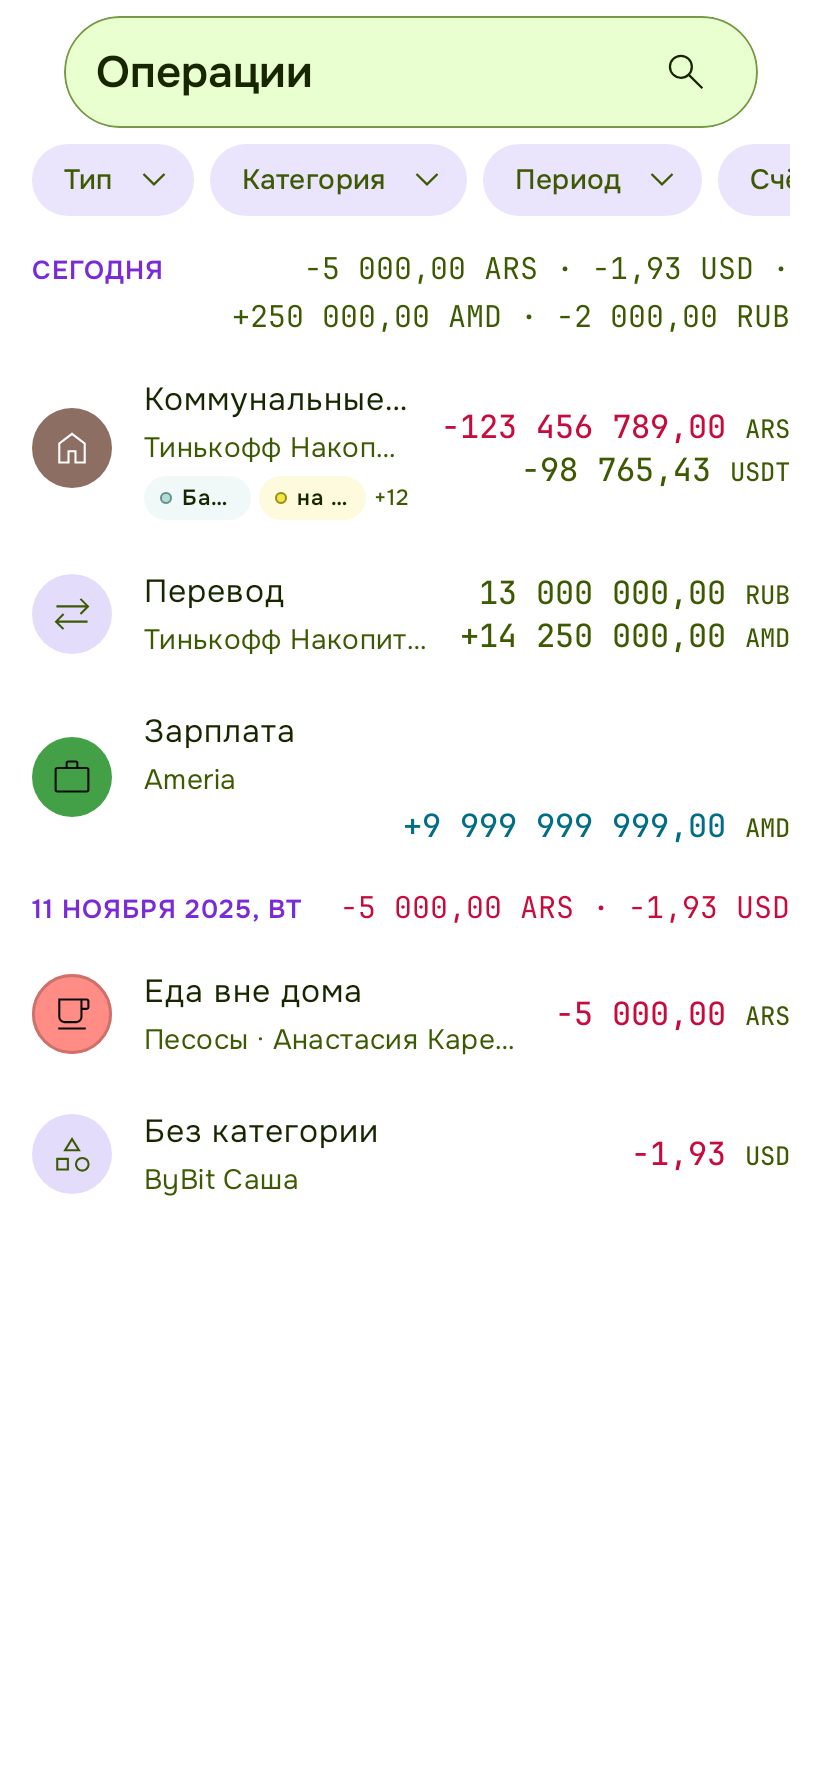 Операции
Тип
Категория
Период
Счё
СЕГОДНЯ
-5 000,00 ARS · -1,93 USD ·
+250 000,00 AMD · -2 000,00 RUB
Коммунальные…
-123 456 789,00 ARS
Тинькофф Накоп…
-98 765,43 USDT
Ба… на … +12
Перевод
13 000 000,00 RUB
Тинькофф Накопит…
+14 250 000,00 AMD
Зарплата
Ameria
+9 999 999 999,00 AMD
11 НОЯБРЯ 2025, ВТ
-5 000,00 ARS · -1,93 USD
Еда вне дома
-5 000,00 ARS
Песосы · Анастасия Каре…
Без категории
-1,93 USD
ByBit Саша